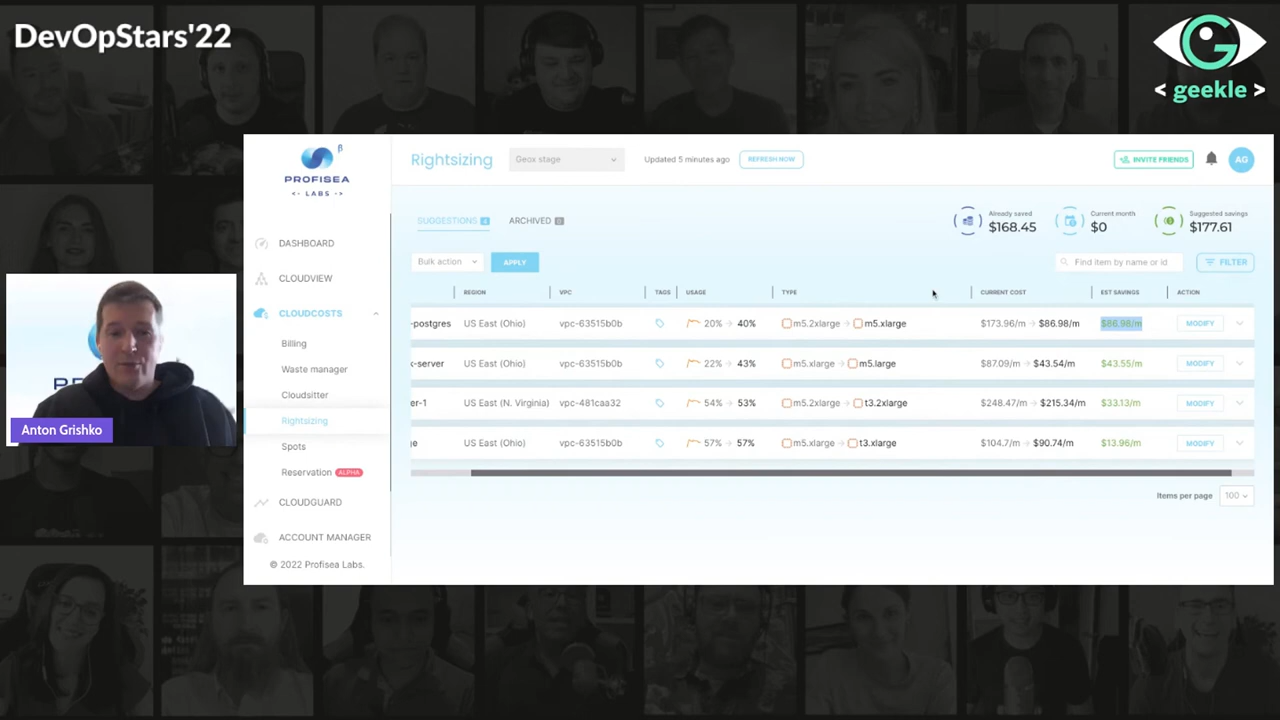 DevOpStars'22
G
< geekle >
β
PROFISEA
<- LABS ->
Rightsizing
Geox stage
Updated 5 minutes ago
REFRESH NOW
INVITE FRIENDS
AG
DASHBOARD
CLOUDVIEW
CLOUDCOSTS
Billing
Waste manager
Cloudsitter
Rightsizing
Spots
Reservation ALPHA
CLOUDGUARD
ACCOUNT MANAGER
© 2022 Profisea Labs.
SUGGESTIONS 4
ARCHIVED 0
Already saved
$168.45
Current month
$0
Suggested savings
$177.61
Bulk action
APPLY
Find item by name or id
FILTER
REGION VPC TAGS USAGE TYPE CURRENT COST EST SAVINGS ACTION
-postgres US East (Ohio) vpc-63515b0b 20% → 40% m5.2xlarge → m5.xlarge $173.96/m → $86.98/m $86.98/m MODIFY
k-server US East (Ohio) vpc-63515b0b 22% → 43% m5.xlarge → m5.large $87.09/m → $43.54/m $43.55/m MODIFY
er-1 US East (N. Virginia) vpc-481caa32 54% → 53% m5.2xlarge → t3.2xlarge $248.47/m → $215.34/m $33.13/m MODIFY
ge US East (Ohio) vpc-63515b0b 57% → 57% m5.xlarge → t3.xlarge $104.7/m → $90.74/m $13.96/m MODIFY
Items per page 100
Anton Grishko